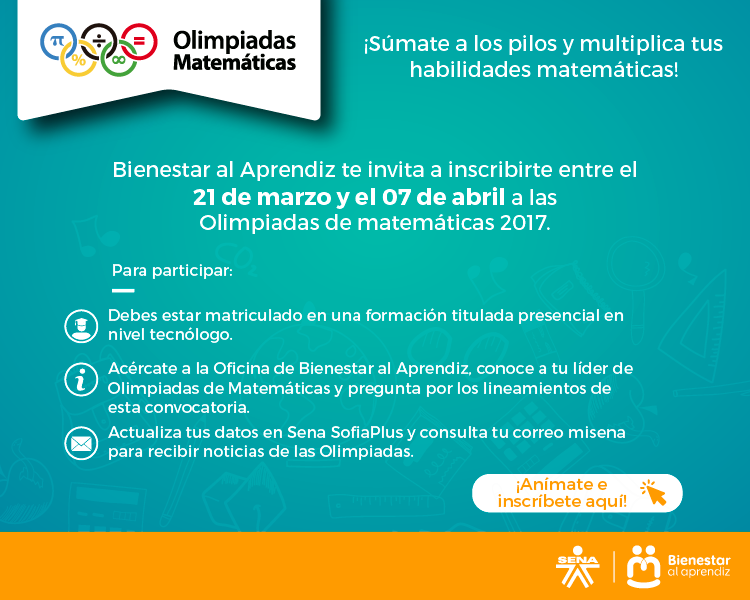 π ÷ =
% ∞
Olimpiadas
Matemáticas
¡Súmate a los pilos y multiplica tus
habilidades matemáticas!
Bienestar al Aprendiz te invita a inscribirte entre el
21 de marzo y el 07 de abril a las
Olimpiadas de matemáticas 2017.
CO₂
Para participar:
Debes estar matriculado en una formación titulada presencial en
nivel tecnólogo.
i
Acércate a la Oficina de Bienestar al Aprendiz, conoce a tu líder de
Olimpiadas de Matemáticas y pregunta por los lineamientos de
esta convocatoria.
Actualiza tus datos en Sena SofiaPlus y consulta tu correo misena
para recibir noticias de las Olimpiadas.
¡Anímate e
inscríbete aquí!
SENA
Bienestar
al aprendiz